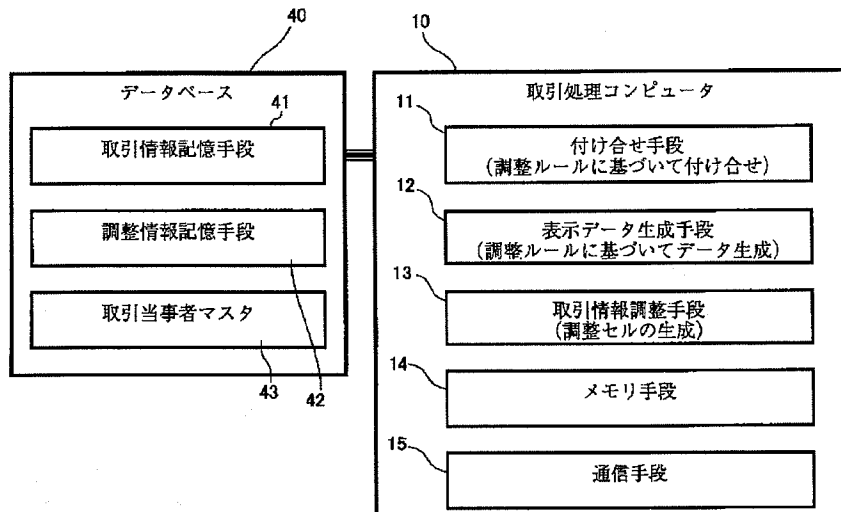 40
データベース
41
取引情報記憶手段
調整情報記憶手段
取引当事者マスタ
43
42
10
取引処理コンピュータ
11
付け合せ手段
(調整ルールに基づいて付け合せ)
12
表示データ生成手段
(調整ルールに基づいてデータ生成)
13
取引情報調整手段
(調整セルの生成)
14
メモリ手段
15
通信手段